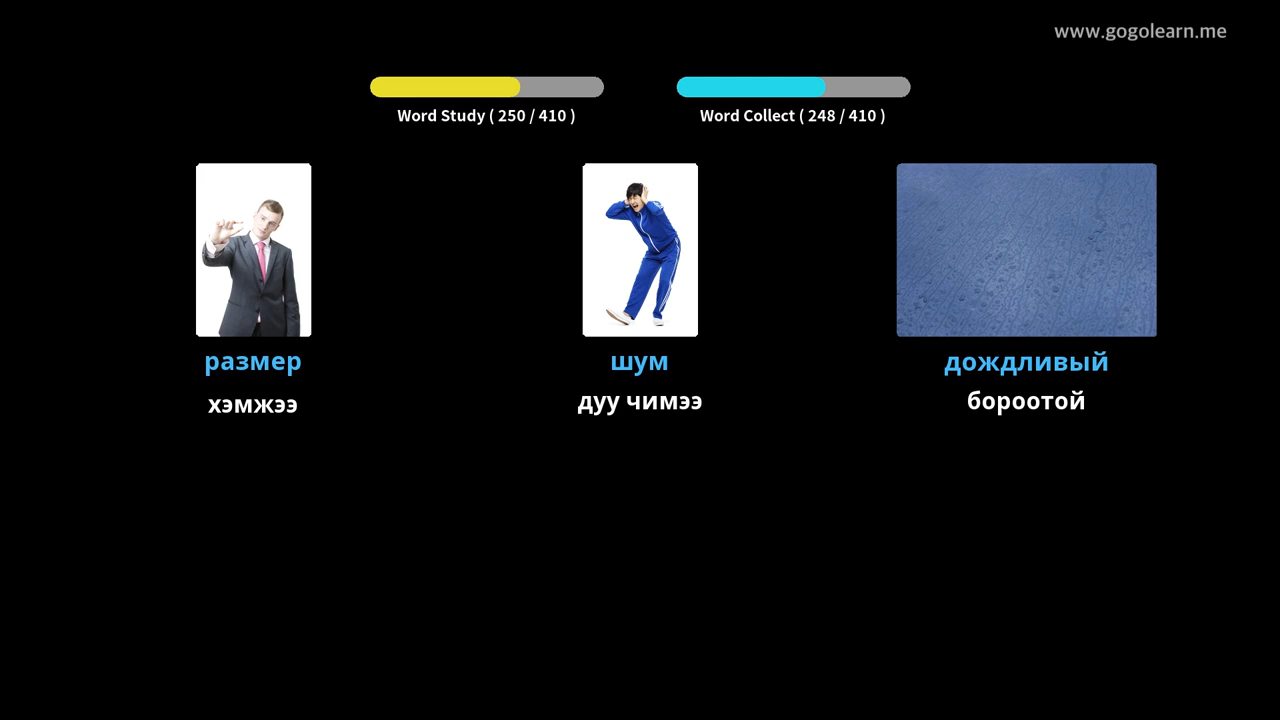 www.gogolearn.me
Word Study ( 250 / 410 )
Word Collect ( 248 / 410 )
размер
шум
дождливый
хэмжээ
дуу чимээ
бороотой